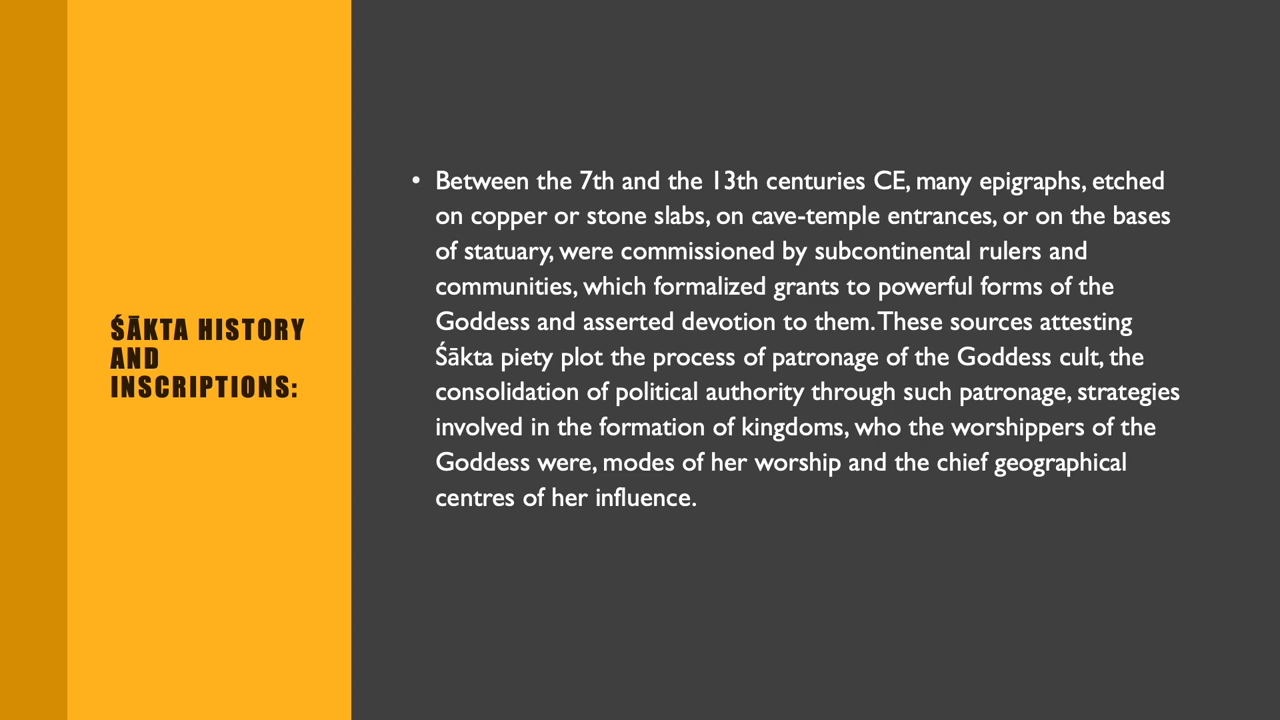 ŚĀKTA HISTORY
AND
INSCRIPTIONS:
• Between the 7th and the 13th centuries CE, many epigraphs, etched
on copper or stone slabs, on cave-temple entrances, or on the bases
of statuary, were commissioned by subcontinental rulers and
communities, which formalized grants to powerful forms of the
Goddess and asserted devotion to them. These sources attesting
Śākta piety plot the process of patronage of the Goddess cult, the
consolidation of political authority through such patronage, strategies
involved in the formation of kingdoms, who the worshippers of the
Goddess were, modes of her worship and the chief geographical
centres of her influence.